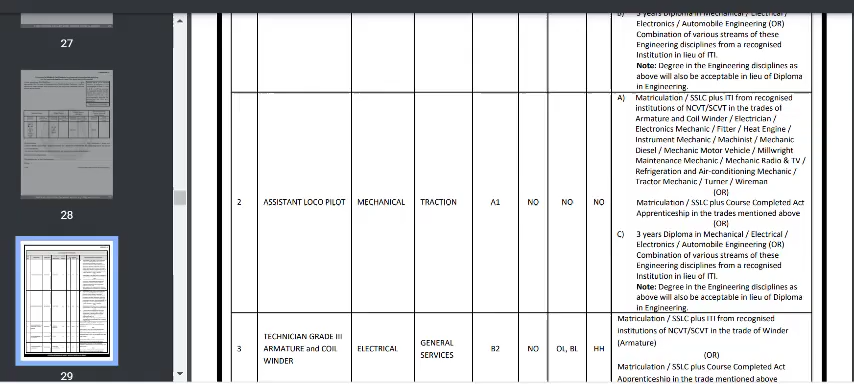 27
28
29
B) 3 years Diploma in Mechanical / Electrical /
Electronics / Automobile Engineering (OR)
Combination of various streams of these
Engineering disciplines from a recognised
Institution in lieu of ITI.
Note: Degree in the Engineering disciplines as
above will also be acceptable in lieu of Diploma
in Engineering.
2 ASSISTANT LOCO PILOT MECHANICAL TRACTION A1 NO NO NO
A) Matriculation / SSLC plus ITI from recognised
institutions of NCVT/SCVT in the trades of
Armature and Coil Winder / Electrician /
Electronics Mechanic / Fitter / Heat Engine /
Instrument Mechanic / Machinist / Mechanic
Diesel / Mechanic Motor Vehicle / Millwright
Maintenance Mechanic / Mechanic Radio & TV /
Refrigeration and Air-conditioning Mechanic /
Tractor Mechanic / Turner / Wireman
(OR)
Matriculation / SSLC plus Course Completed Act
Apprenticeship in the trades mentioned above
(OR)
C) 3 years Diploma in Mechanical / Electrical /
Electronics / Automobile Engineering (OR)
Combination of various streams of these
Engineering disciplines from a recognised
Institution in lieu of ITI.
Note: Degree in the Engineering disciplines as
above will also be acceptable in lieu of Diploma
in Engineering.
3 TECHNICIAN GRADE III
ARMATURE and COIL
WINDER
ELECTRICAL
GENERAL
SERVICES
B2 NO OL, BL HH
Matriculation / SSLC plus ITI from recognised
institutions of NCVT/SCVT in the trade of Winder
(Armature)
(OR)
Matriculation / SSLC plus Course Completed Act
Apprenticeship in the trade mentioned above